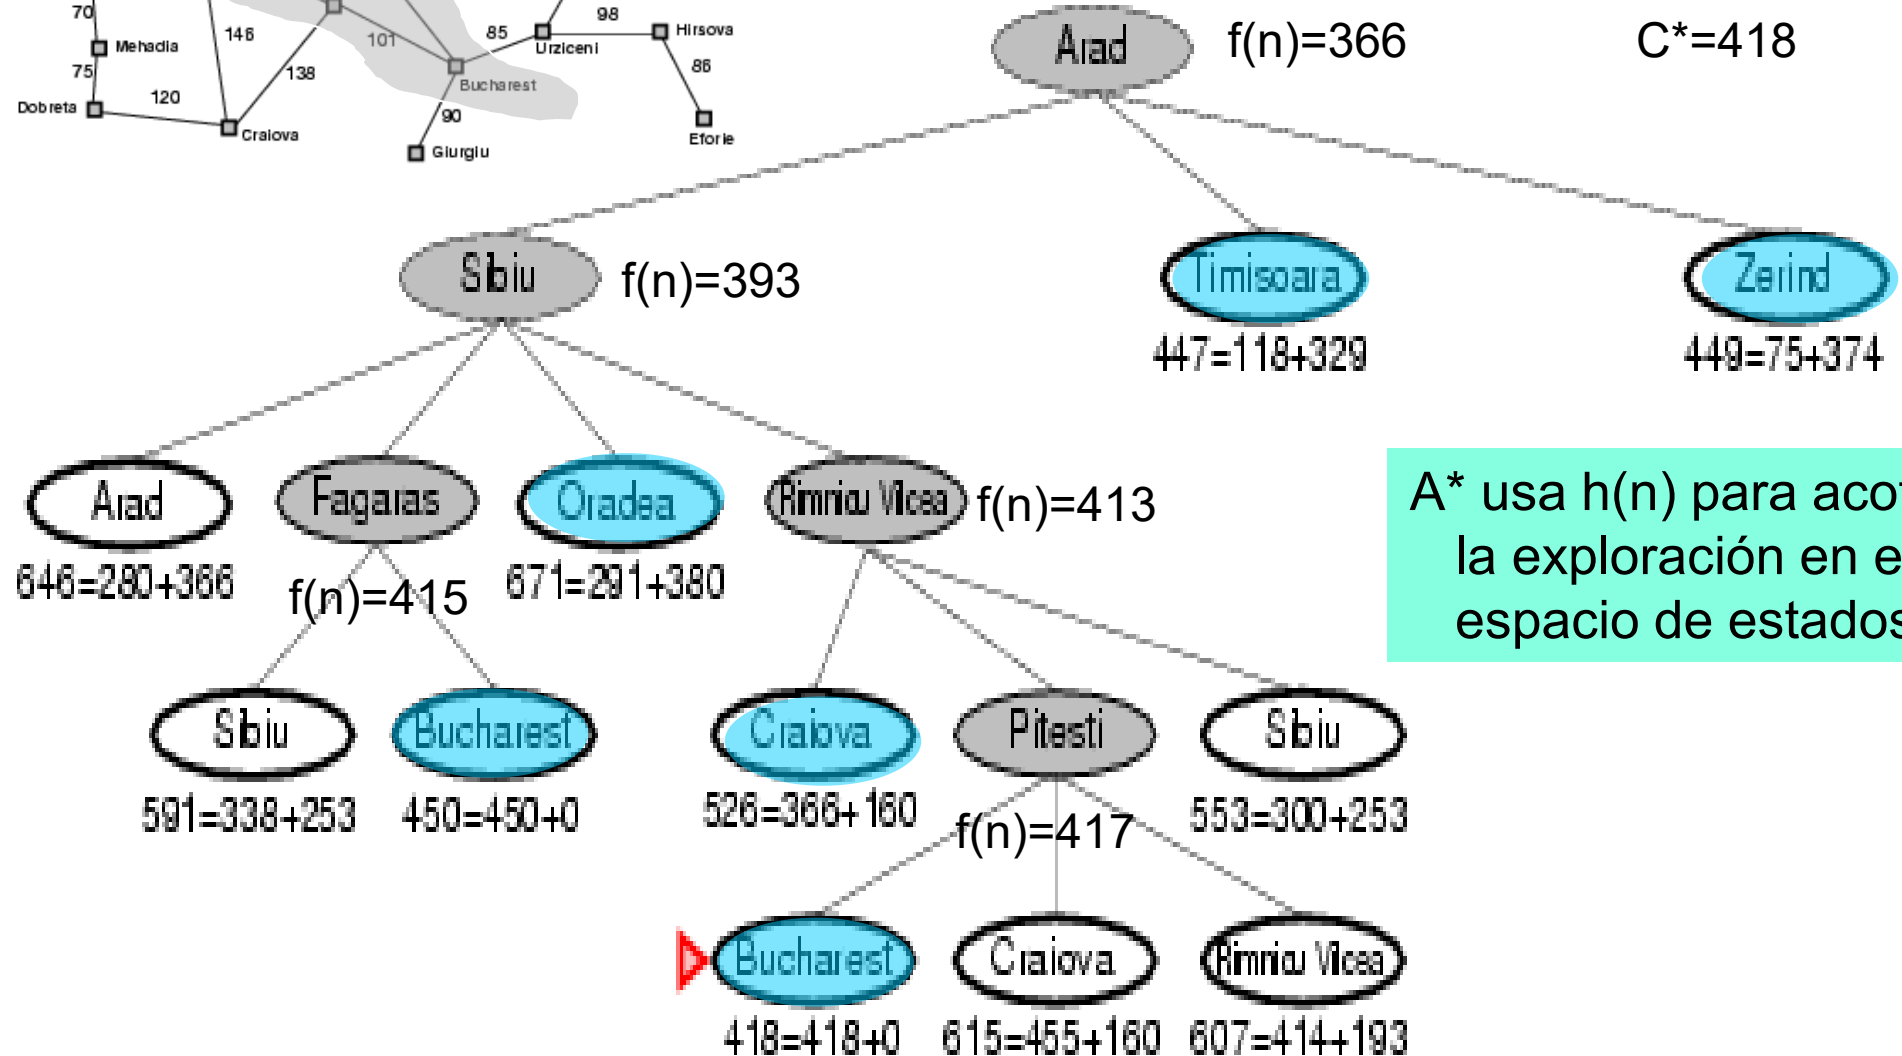 70
Mehadia
146
101
85
98
Hirsova
Urziceni
75
138
86
Bucharest
Dobreta
120
90
Craiova
Giurgiu
Eforie
Arad f(n)=366 C*=418
Sibiu f(n)=393
Timisoara
Zerind
447=118+329
449=75+374
Arad
Fagaras
Oradea
Rimnicu Vilcea f(n)=413
646=280+366
f(n)=415
671=291+380
A* usa h(n) para
la exploración en
espacio de estados
Sibiu
Bucharest
Craiova
Pitesti
Sibiu
591=338+253
450=450+0
526=366+160
f(n)=417
553=300+253
Bucharest
Craiova
Rimnicu Vilcea
418=418+0
615=455+160
607=414+193